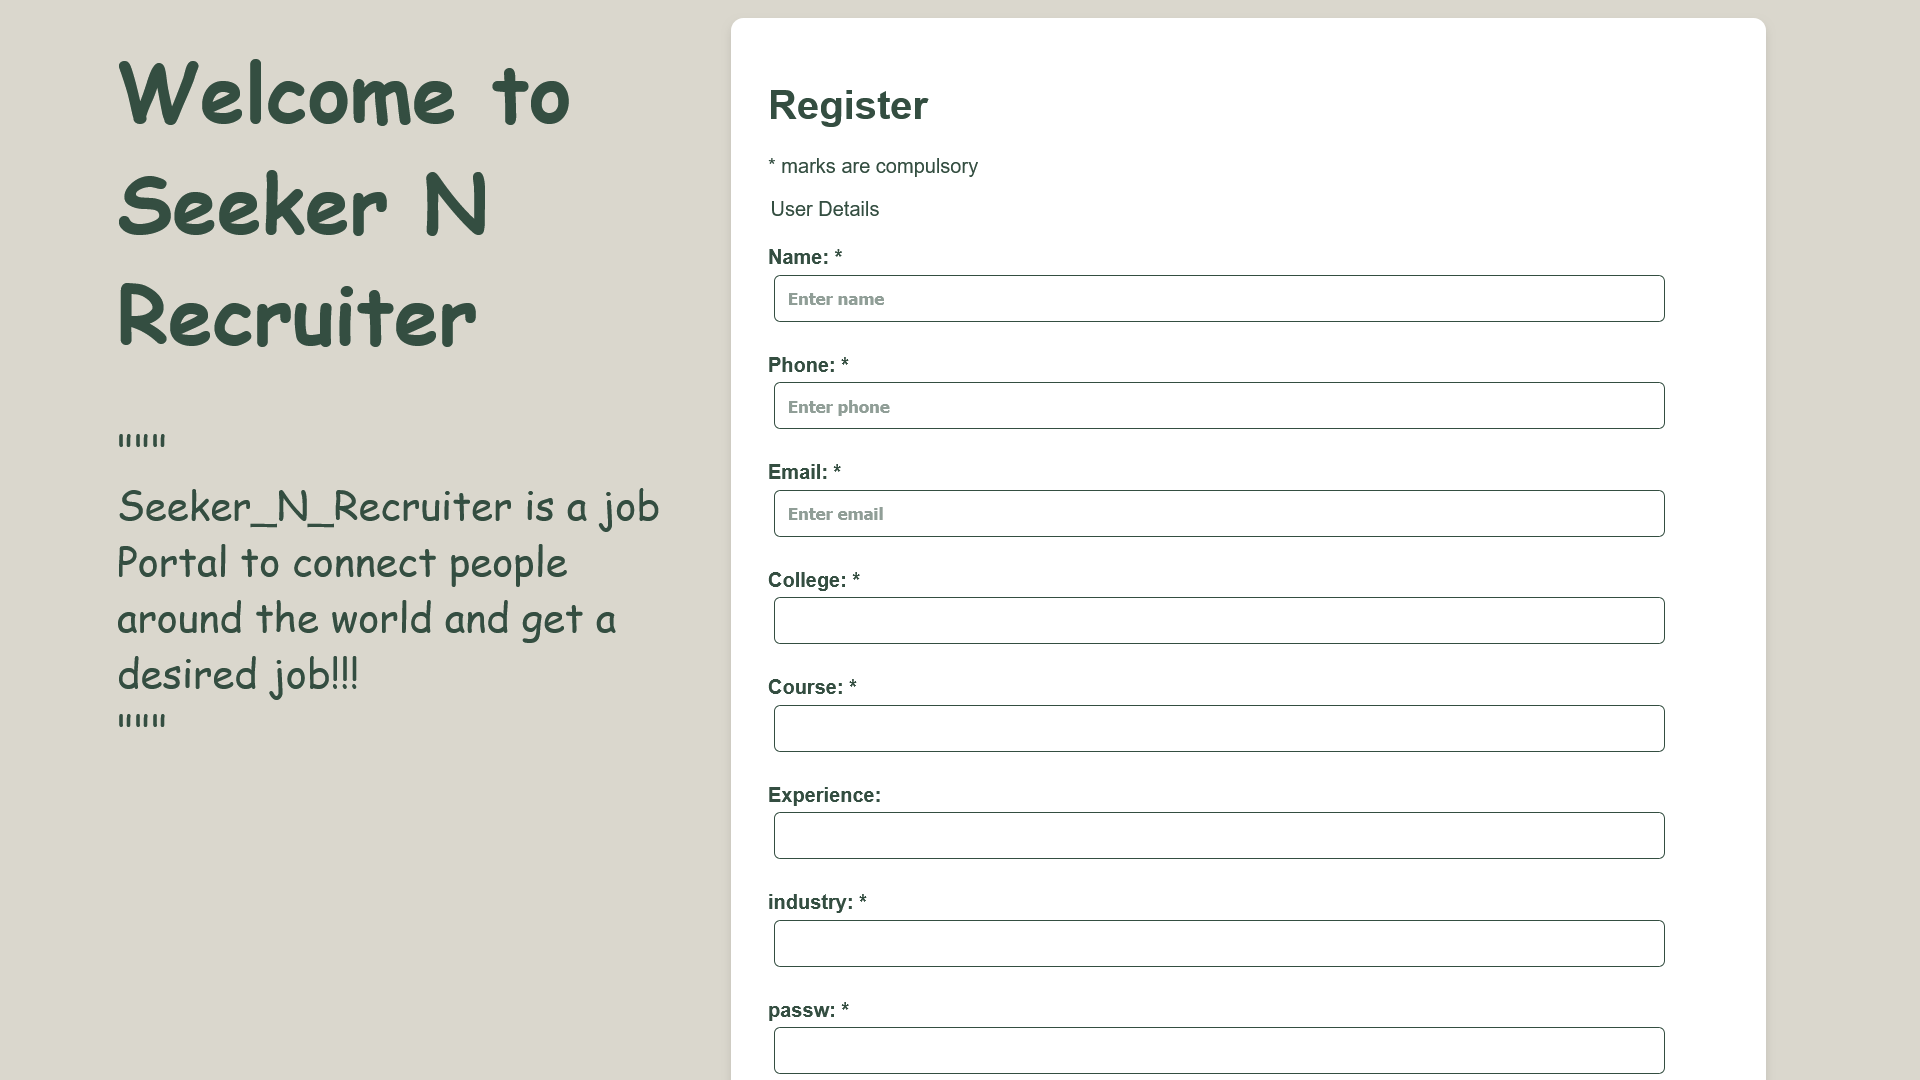 Welcome to
Seeker N
Recruiter
"""
Seeker_N_Recruiter is a job
Portal to connect people
around the world and get a
desired job!!!
"""
Register
* marks are compulsory
User Details
Name: *
Enter name
Phone: *
Enter phone
Email: *
Enter email
College: *
Course: *
Experience:
industry: *
passw: *